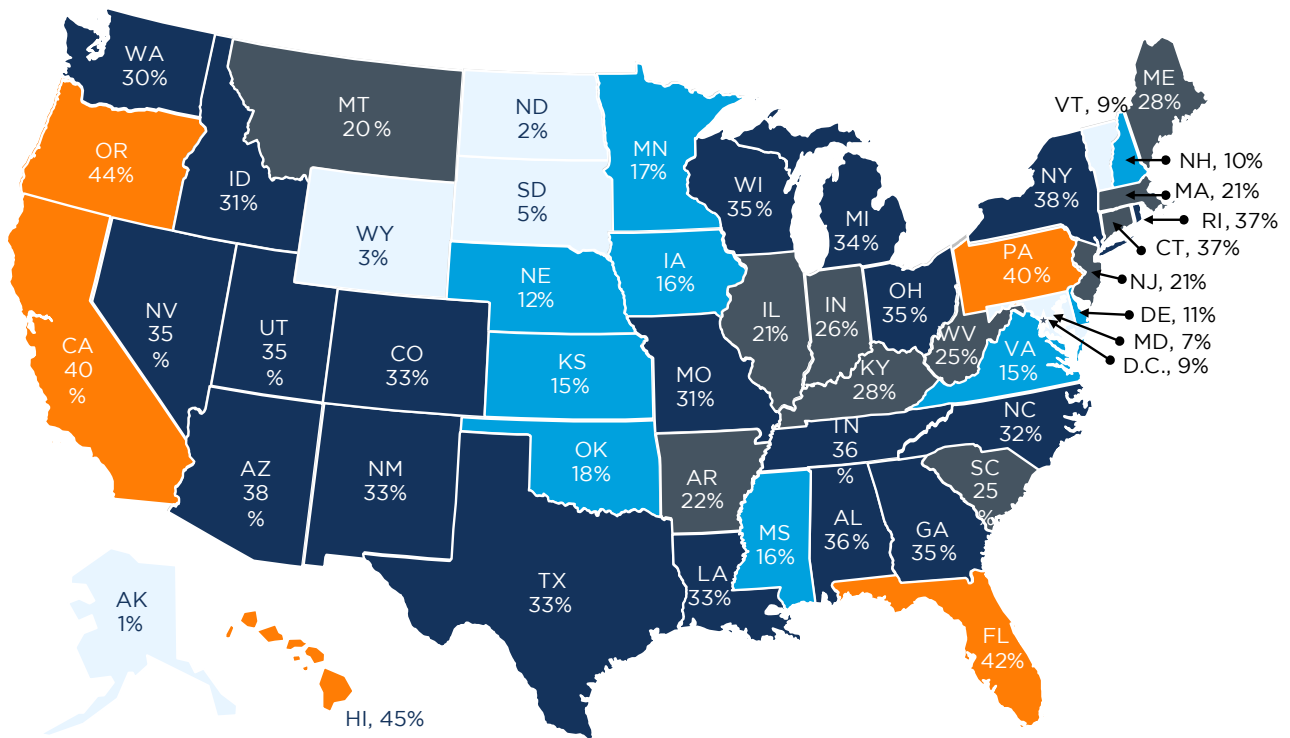 WA
30%
OR
44%
CA
40
%
ID
31%
NV
35
%
MT
20%
WY
3%
UT
35
%
CO
33%
AZ
38
%
NM
33%
ND
2%
SD
5%
NE
12%
KS
15%
OK
18%
TX
33%
MN
17%
IA
16%
MO
31%
AR
22%
LA
33%
WI
35%
IL
21%
MI
34%
IN
26%
OH
35%
KY
28%
TN
36
%
MS
16%
AL
36%
GA
35%
FL
42%
SC
25
%
NC
32%
VA
15%
WV
25%
PA
40%
NY
38%
VT, 9%
ME
28%
NH, 10%
MA, 21%
RI, 37%
CT, 37%
NJ, 21%
DE, 11%
MD, 7%
D.C., 9%
AK
1%
HI, 45%